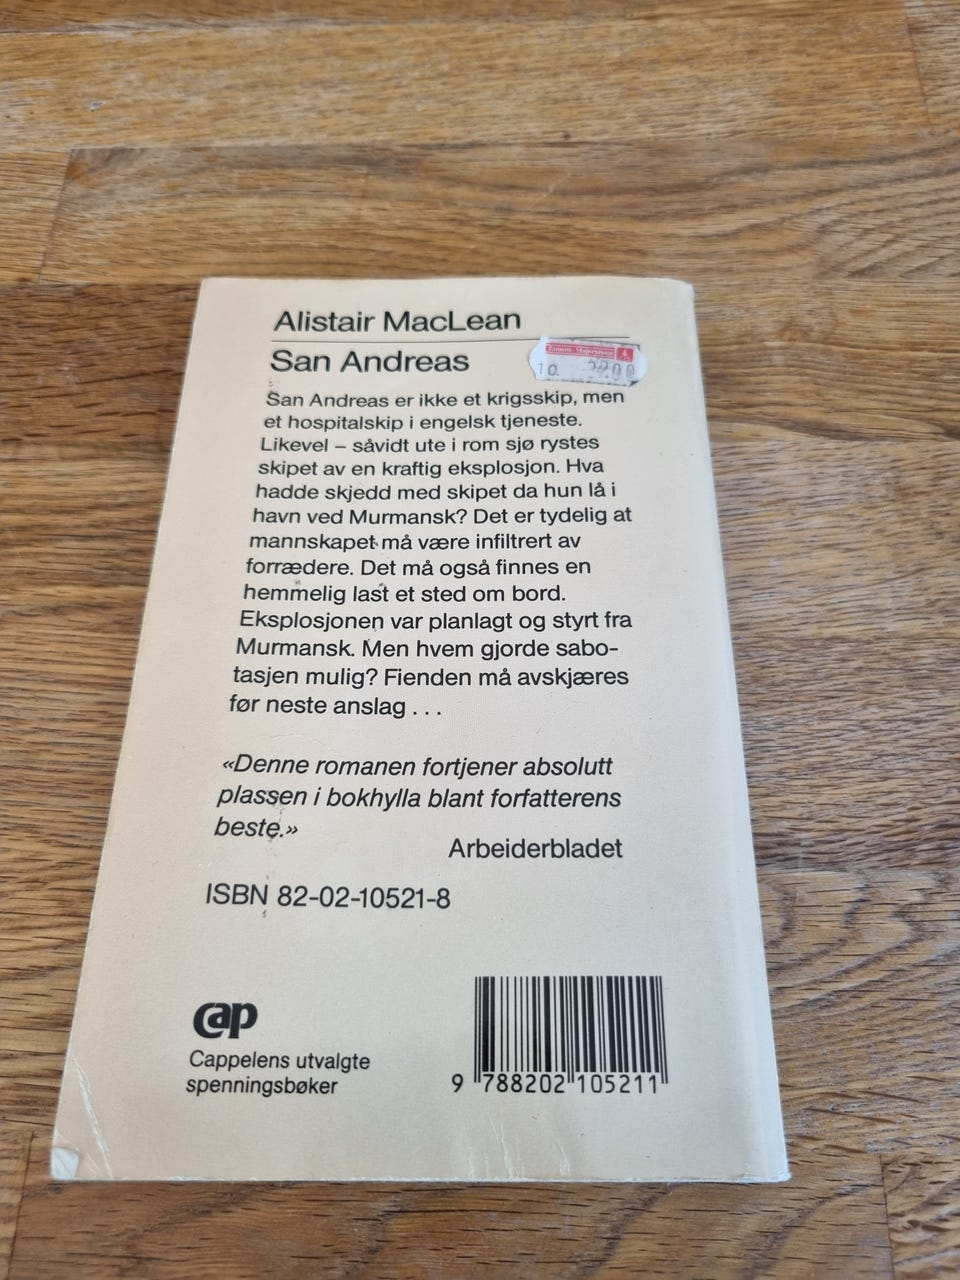 Alistair MacLean
San Andreas
10.
San Andreas er ikke et krigsskip, men
et hospitalskip i engelsk tjeneste.
Likevel – såvidt ute i rom sjø rystes
skipet av en kraftig eksplosjon. Hva
hadde skjedd med skipet da hun lå i
havn ved Murmansk? Det er tydelig at
mannskapet må være infiltrert av
forrædere. Det må også finnes en
hemmelig last et sted om bord.
Eksplosjonen var planlagt og styrt fra
Murmansk. Men hvem gjorde sabo-
tasjen mulig? Fienden må avskjæres
før neste anslag . . .
«Denne romanen fortjener absolutt
plassen i bokhylla blant forfatterens
beste.»
Arbeiderbladet
ISBN 82-02-10521-8
cap
Cappelens utvalgte
spenningsbøker
9 788202 105211